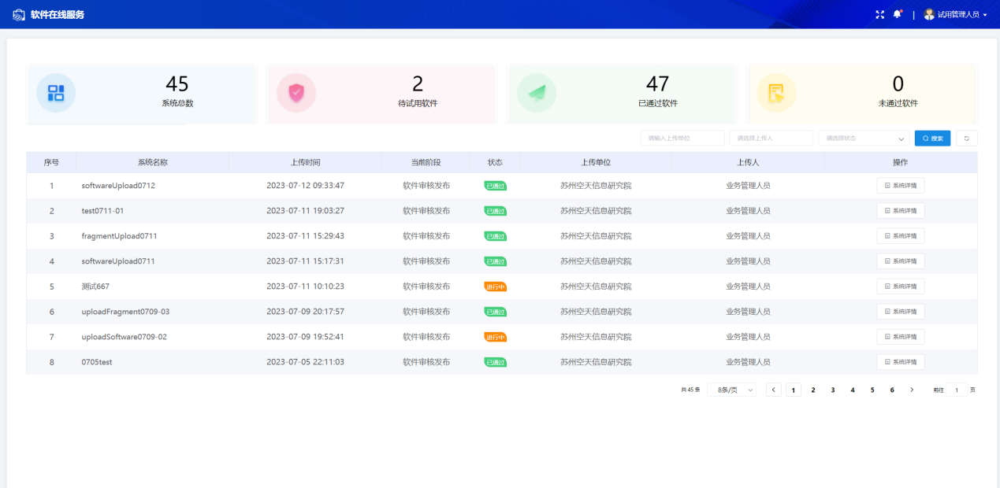 软件在线服务
| 试用管理人员
45
系统总数
2
待试用软件
47
已通过软件
0
未通过软件
请输入上传单位 请选择上传人 请选择状态 搜索
序号 系统名称 上传时间 当前阶段 状态 上传单位 上传人 操作
1 softwareUpload0712 2023-07-12 09:33:47 软件审核发布 已通过 苏州空天信息研究院 业务管理人员 系统详情
2 test0711-01 2023-07-11 19:03:27 软件审核发布 已通过 苏州空天信息研究院 业务管理人员 系统详情
3 fragmentUpload0711 2023-07-11 15:29:43 软件审核发布 已通过 苏州空天信息研究院 业务管理人员 系统详情
4 softwareUpload0711 2023-07-11 15:17:31 软件审核发布 已通过 苏州空天信息研究院 业务管理人员 系统详情
5 测试667 2023-07-11 10:10:23 软件审核发布 进行中 苏州空天信息研究院 业务管理人员 系统详情
6 uploadFragment0709-03 2023-07-09 20:17:57 软件审核发布 已通过 苏州空天信息研究院 业务管理人员 系统详情
7 uploadSoftware0709-02 2023-07-09 19:52:41 软件审核发布 进行中 苏州空天信息研究院 业务管理人员 系统详情
8 0705test 2023-07-05 22:11:03 软件审核发布 已通过 苏州空天信息研究院 业务管理人员 系统详情
共 45 条 8条/页 1 2 3 4 5 6 前往 1 页